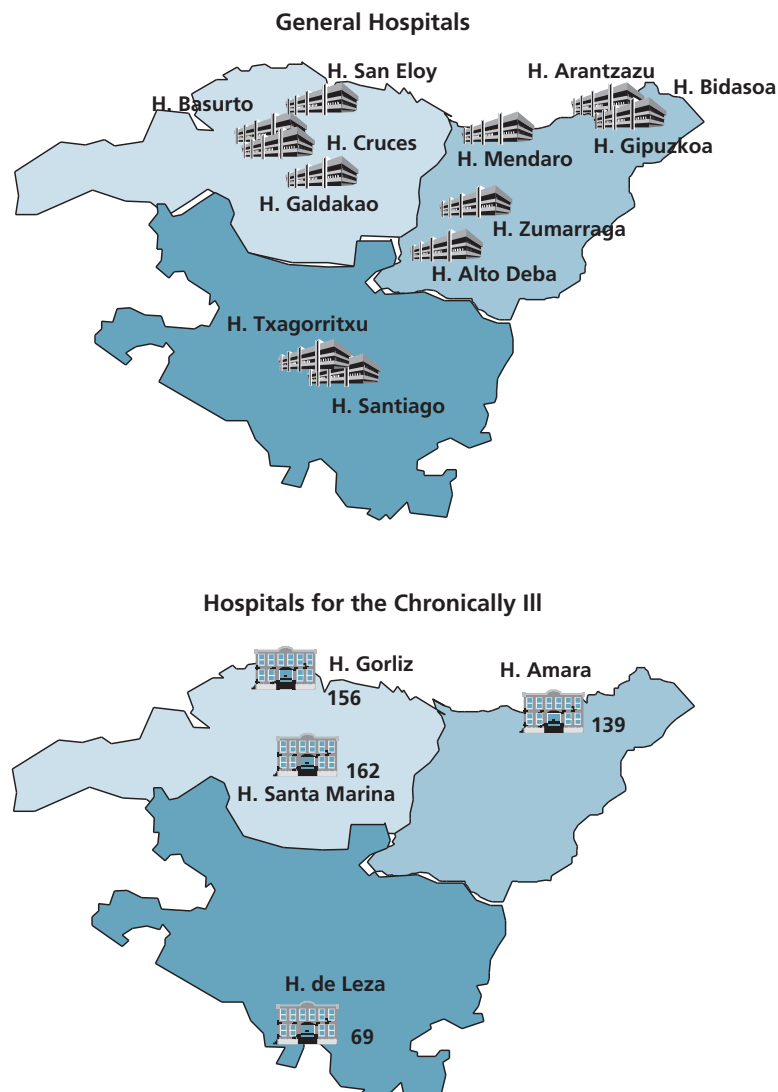 General Hospitals
H. San Eloy
H. Arantzazu
H. Bidasoa
H. Basurto
H. Cruces
H. Mendaro
H. Gipuzkoa
H. Galdakao
H. Zumarraga
H. Alto Deba
H. Txagorritxu
H. Santiago
Hospitals for the Chronically Ill
H. Gorliz
156
H. Amara
139
162
H. Santa Marina
H. de Leza
69